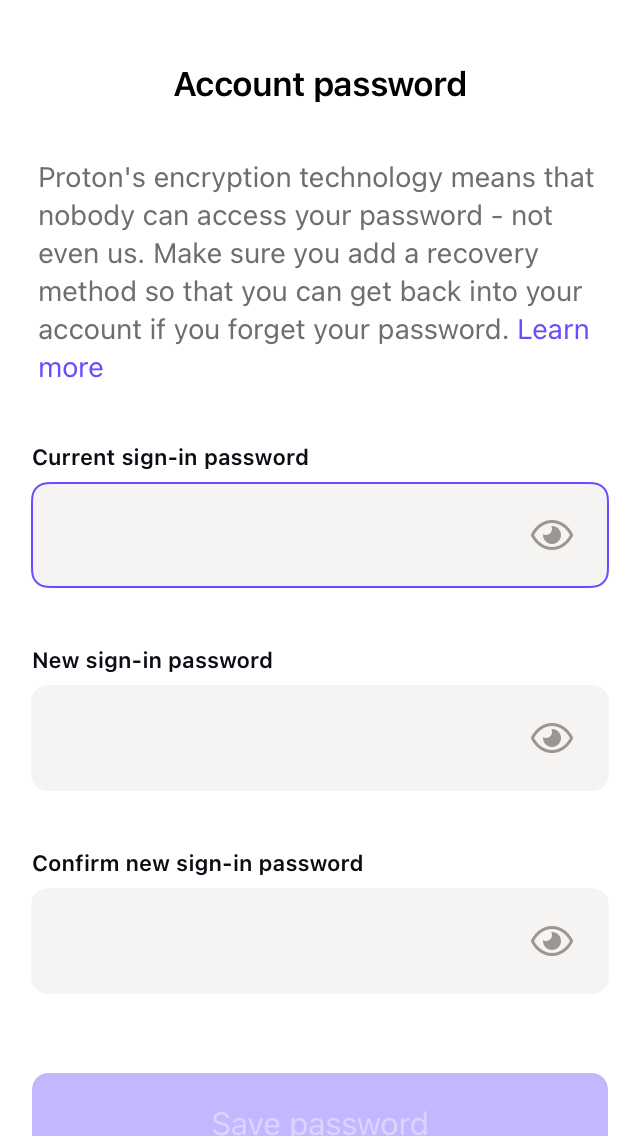 Account password
Proton's encryption technology means that
nobody can access your password - not
even us. Make sure you add a recovery
method so that you can get back into your
account if you forget your password. Learn
more
Current sign-in password
New sign-in password
Confirm new sign-in password
Save password